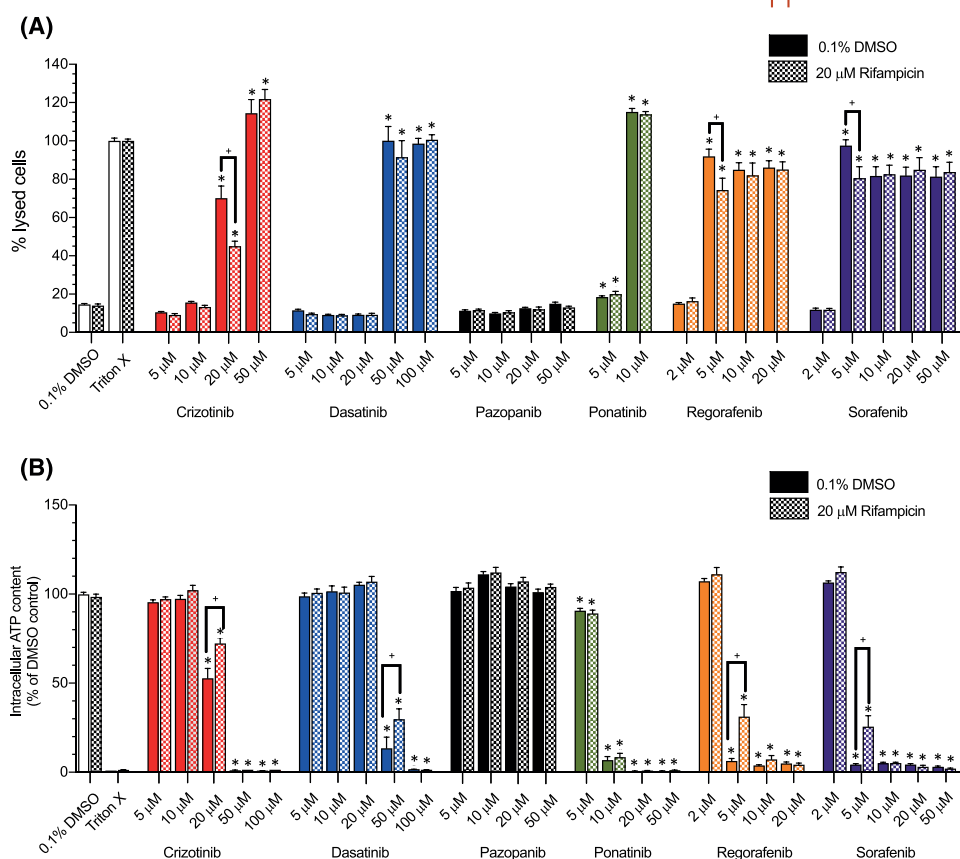 (A)
0.1% DMSO
20 μM Rifampicin
% lysed cells
140
120
100
80
60
40
20
0
+ + +
* * * * * * * * * * * * * * * * * * * * * * * * * * * *
0.1% DMSO Triton X 5 μM 10 μM 20 μM 50 μM 5 μM 10 μM 20 μM 50 μM 100 μM 5 μM 10 μM 20 μM 50 μM 5 μM 10 μM 2 μM 5 μM 10 μM 20 μM 2 μM 5 μM 10 μM 20 μM 50 μM
Crizotinib Dasatinib Pazopanib Ponatinib Regorafenib Sorafenib
(B)
0.1% DMSO
20 μM Rifampicin
Intracellular ATP content
(% of DMSO control)
150
100
50
0
+ + + +
* * * * * * * * * * * * * * * * * * * * * * * * * * * * * * * *
0.1% DMSO Triton X 5 μM 10 μM 20 μM 50 μM 100 μM 5 μM 10 μM 20 μM 50 μM 100 μM 5 μM 10 μM 20 μM 50 μM 5 μM 10 μM 20 μM 50 μM 2 μM 5 μM 10 μM 20 μM 2 μM 5 μM 10 μM 20 μM 50 μM
Crizotinib Dasatinib Pazopanib Ponatinib Regorafenib Sorafenib